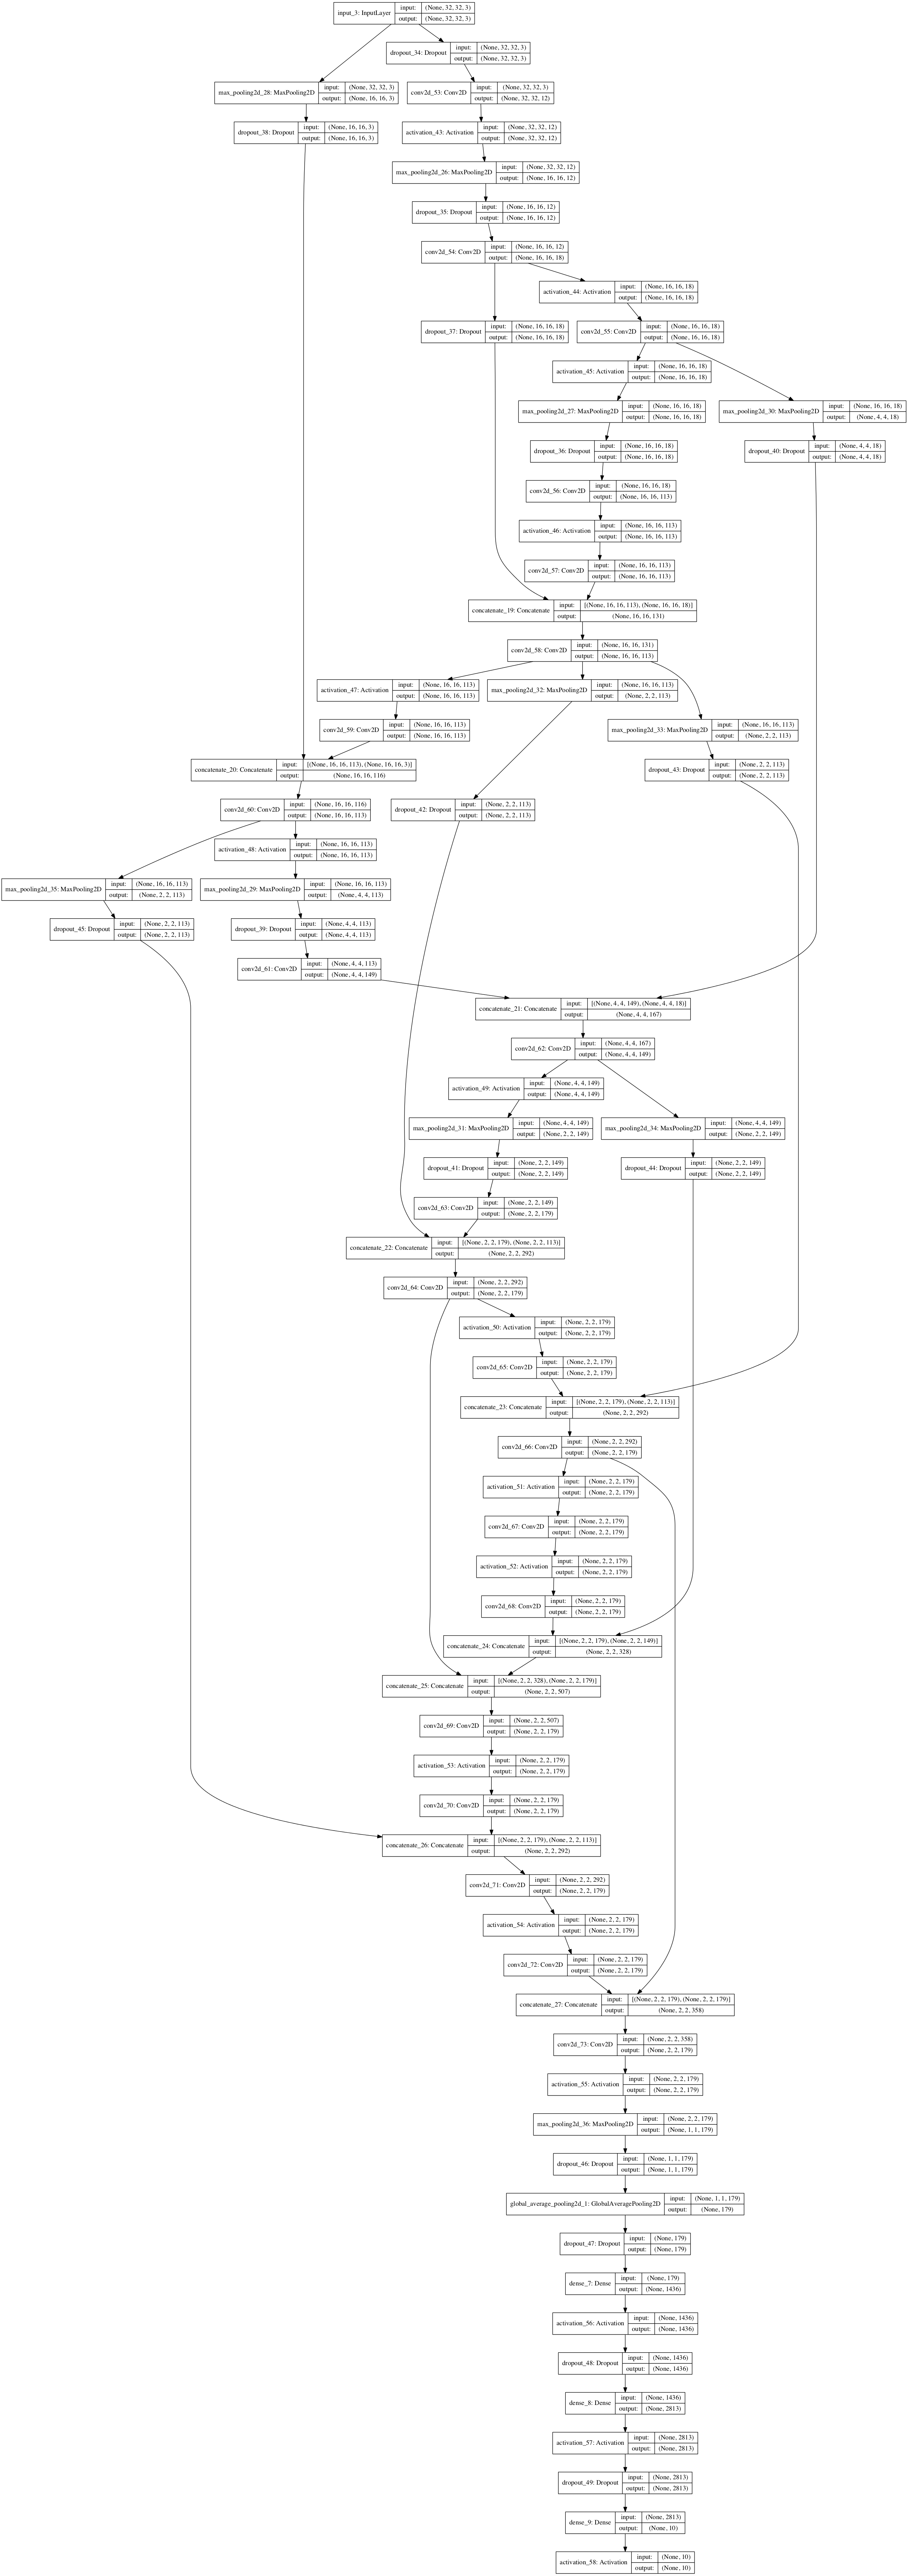 input_3: InputLayer input: (None, 32, 32, 3)
output: (None, 32, 32, 3)
dropout_34: Dropout input: (None, 32, 32, 3)
output: (None, 32, 32, 3)
max_pooling2d_28: MaxPooling2D input: (None, 32, 32, 3)
output: (None, 16, 16, 3)
conv2d_53: Conv2D input: (None, 32, 32, 3)
output: (None, 32, 32, 12)
dropout_38: Dropout input: (None, 16, 16, 3)
output: (None, 16, 16, 3)
activation_43: Activation input: (None, 32, 32, 12)
output: (None, 32, 32, 12)
max_pooling2d_26: MaxPooling2D input: (None, 32, 32, 12)
output: (None, 16, 16, 12)
dropout_35: Dropout input: (None, 16, 16, 12)
output: (None, 16, 16, 12)
conv2d_54: Conv2D input: (None, 16, 16, 12)
output: (None, 16, 16, 18)
activation_44: Activation input: (None, 16, 16, 18)
output: (None, 16, 16, 18)
dropout_37: Dropout input: (None, 16, 16, 18)
output: (None, 16, 16, 18)
conv2d_55: Conv2D input: (None, 16, 16, 18)
output: (None, 16, 16, 18)
activation_45: Activation input: (None, 16, 16, 18)
output: (None, 16, 16, 18)
max_pooling2d_27: MaxPooling2D input: (None, 16, 16, 18)
output: (None, 16, 16, 18)
max_pooling2d_30: MaxPooling2D input: (None, 16, 16, 18)
output: (None, 4, 4, 18)
dropout_36: Dropout input: (None, 16, 16, 18)
output: (None, 16, 16, 18)
dropout_40: Dropout input: (None, 4, 4, 18)
output: (None, 4, 4, 18)
conv2d_56: Conv2D input: (None, 16, 16, 18)
output: (None, 16, 16, 113)
activation_46: Activation input: (None, 16, 16, 113)
output: (None, 16, 16, 113)
conv2d_57: Conv2D input: (None, 16, 16, 113)
output: (None, 16, 16, 113)
concatenate_19: Concatenate input: [(None, 16, 16, 113), (None, 16, 16, 18)]
output: (None, 16, 16, 131)
conv2d_58: Conv2D input: (None, 16, 16, 131)
output: (None, 16, 16, 113)
activation_47: Activation input: (None, 16, 16, 113)
output: (None, 16, 16, 113)
max_pooling2d_32: MaxPooling2D input: (None, 16, 16, 113)
output: (None, 2, 2, 113)
conv2d_59: Conv2D input: (None, 16, 16, 113)
output: (None, 16, 16, 113)
max_pooling2d_33: MaxPooling2D input: (None, 16, 16, 113)
output: (None, 2, 2, 113)
concatenate_20: Concatenate input: [(None, 16, 16, 113), (None, 16, 16, 3)]
output: (None, 16, 16, 116)
dropout_43: Dropout input: (None, 2, 2, 113)
output: (None, 2, 2, 113)
conv2d_60: Conv2D input: (None, 16, 16, 116)
output: (None, 16, 16, 113)
dropout_42: Dropout input: (None, 2, 2, 113)
output: (None, 2, 2, 113)
activation_48: Activation input: (None, 16, 16, 113)
output: (None, 16, 16, 113)
max_pooling2d_35: MaxPooling2D input: (None, 16, 16, 113)
output: (None, 2, 2, 113)
max_pooling2d_29: MaxPooling2D input: (None, 16, 16, 113)
output: (None, 4, 4, 113)
dropout_45: Dropout input: (None, 2, 2, 113)
output: (None, 2, 2, 113)
dropout_39: Dropout input: (None, 4, 4, 113)
output: (None, 4, 4, 113)
conv2d_61: Conv2D input: (None, 4, 4, 113)
output: (None, 4, 4, 149)
concatenate_21: Concatenate input: [(None, 4, 4, 149), (None, 4, 4, 18)]
output: (None, 4, 4, 167)
conv2d_62: Conv2D input: (None, 4, 4, 167)
output: (None, 4, 4, 149)
activation_49: Activation input: (None, 4, 4, 149)
output: (None, 4, 4, 149)
max_pooling2d_31: MaxPooling2D input: (None, 4, 4, 149)
output: (None, 2, 2, 149)
max_pooling2d_34: MaxPooling2D input: (None, 4, 4, 149)
output: (None, 2, 2, 149)
dropout_41: Dropout input: (None, 2, 2, 149)
output: (None, 2, 2, 149)
dropout_44: Dropout input: (None, 2, 2, 149)
output: (None, 2, 2, 149)
conv2d_63: Conv2D input: (None, 2, 2, 149)
output: (None, 2, 2, 179)
concatenate_22: Concatenate input: [(None, 2, 2, 179), (None, 2, 2, 113)]
output: (None, 2, 2, 292)
conv2d_64: Conv2D input: (None, 2, 2, 292)
output: (None, 2, 2, 179)
activation_50: Activation input: (None, 2, 2, 179)
output: (None, 2, 2, 179)
conv2d_65: Conv2D input: (None, 2, 2, 179)
output: (None, 2, 2, 179)
concatenate_23: Concatenate input: [(None, 2, 2, 179), (None, 2, 2, 113)]
output: (None, 2, 2, 292)
conv2d_66: Conv2D input: (None, 2, 2, 292)
output: (None, 2, 2, 179)
activation_51: Activation input: (None, 2, 2, 179)
output: (None, 2, 2, 179)
conv2d_67: Conv2D input: (None, 2, 2, 179)
output: (None, 2, 2, 179)
activation_52: Activation input: (None, 2, 2, 179)
output: (None, 2, 2, 179)
conv2d_68: Conv2D input: (None, 2, 2, 179)
output: (None, 2, 2, 179)
concatenate_24: Concatenate input: [(None, 2, 2, 179), (None, 2, 2, 149)]
output: (None, 2, 2, 328)
concatenate_25: Concatenate input: [(None, 2, 2, 328), (None, 2, 2, 179)]
output: (None, 2, 2, 507)
conv2d_69: Conv2D input: (None, 2, 2, 507)
output: (None, 2, 2, 179)
activation_53: Activation input: (None, 2, 2, 179)
output: (None, 2, 2, 179)
conv2d_70: Conv2D input: (None, 2, 2, 179)
output: (None, 2, 2, 179)
concatenate_26: Concatenate input: [(None, 2, 2, 179), (None, 2, 2, 113)]
output: (None, 2, 2, 292)
conv2d_71: Conv2D input: (None, 2, 2, 292)
output: (None, 2, 2, 179)
activation_54: Activation input: (None, 2, 2, 179)
output: (None, 2, 2, 179)
conv2d_72: Conv2D input: (None, 2, 2, 179)
output: (None, 2, 2, 179)
concatenate_27: Concatenate input: [(None, 2, 2, 179), (None, 2, 2, 179)]
output: (None, 2, 2, 358)
conv2d_73: Conv2D input: (None, 2, 2, 358)
output: (None, 2, 2, 179)
activation_55: Activation input: (None, 2, 2, 179)
output: (None, 2, 2, 179)
max_pooling2d_36: MaxPooling2D input: (None, 2, 2, 179)
output: (None, 1, 1, 179)
dropout_46: Dropout input: (None, 1, 1, 179)
output: (None, 1, 1, 179)
global_average_pooling2d_1: GlobalAveragePooling2D input: (None, 1, 1, 179)
output: (None, 179)
dropout_47: Dropout input: (None, 179)
output: (None, 179)
dense_7: Dense input: (None, 179)
output: (None, 1436)
activation_56: Activation input: (None, 1436)
output: (None, 1436)
dropout_48: Dropout input: (None, 1436)
output: (None, 1436)
dense_8: Dense input: (None, 1436)
output: (None, 2813)
activation_57: Activation input: (None, 2813)
output: (None, 2813)
dropout_49: Dropout input: (None, 2813)
output: (None, 2813)
dense_9: Dense input: (None, 2813)
output: (None, 10)
activation_58: Activation input: (None, 10)
output: (None, 10)